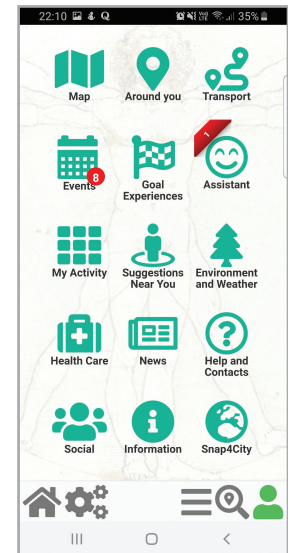 22:10 35%
Map Around you Transport
8 1
Events Goal Experiences Assistant
My Activity Suggestions Near You Environment and Weather
Health Care News Help and Contacts
Social Information Snap4City